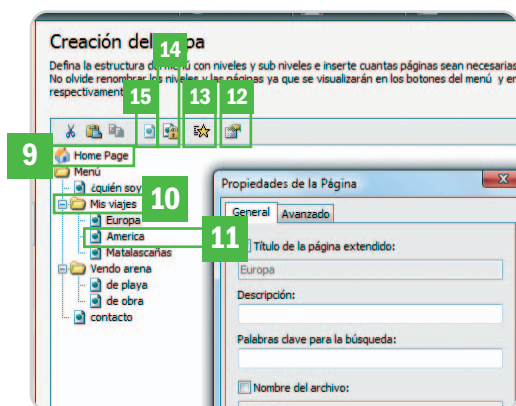 Creación del pa
14
Defina la estructura d nú con niveles y sub niveles e inserte cuantas páginas sean necesarias
No olvide renombrar los niveles y las páginas ya que se visualizarán en los botones del menú y en
respectivament
15
13
12
9
Home Page
Menú
¿quién soy
Mis viajes
10
Europa
America
11
Matalascañas
Vendo arena
de playa
de obra
contacto
Propiedades de la Página
General
Avanzado
Título de la página extendido:
Europa
Descripción:
Palabras clave para la búsqueda:
Nombre del archivo: